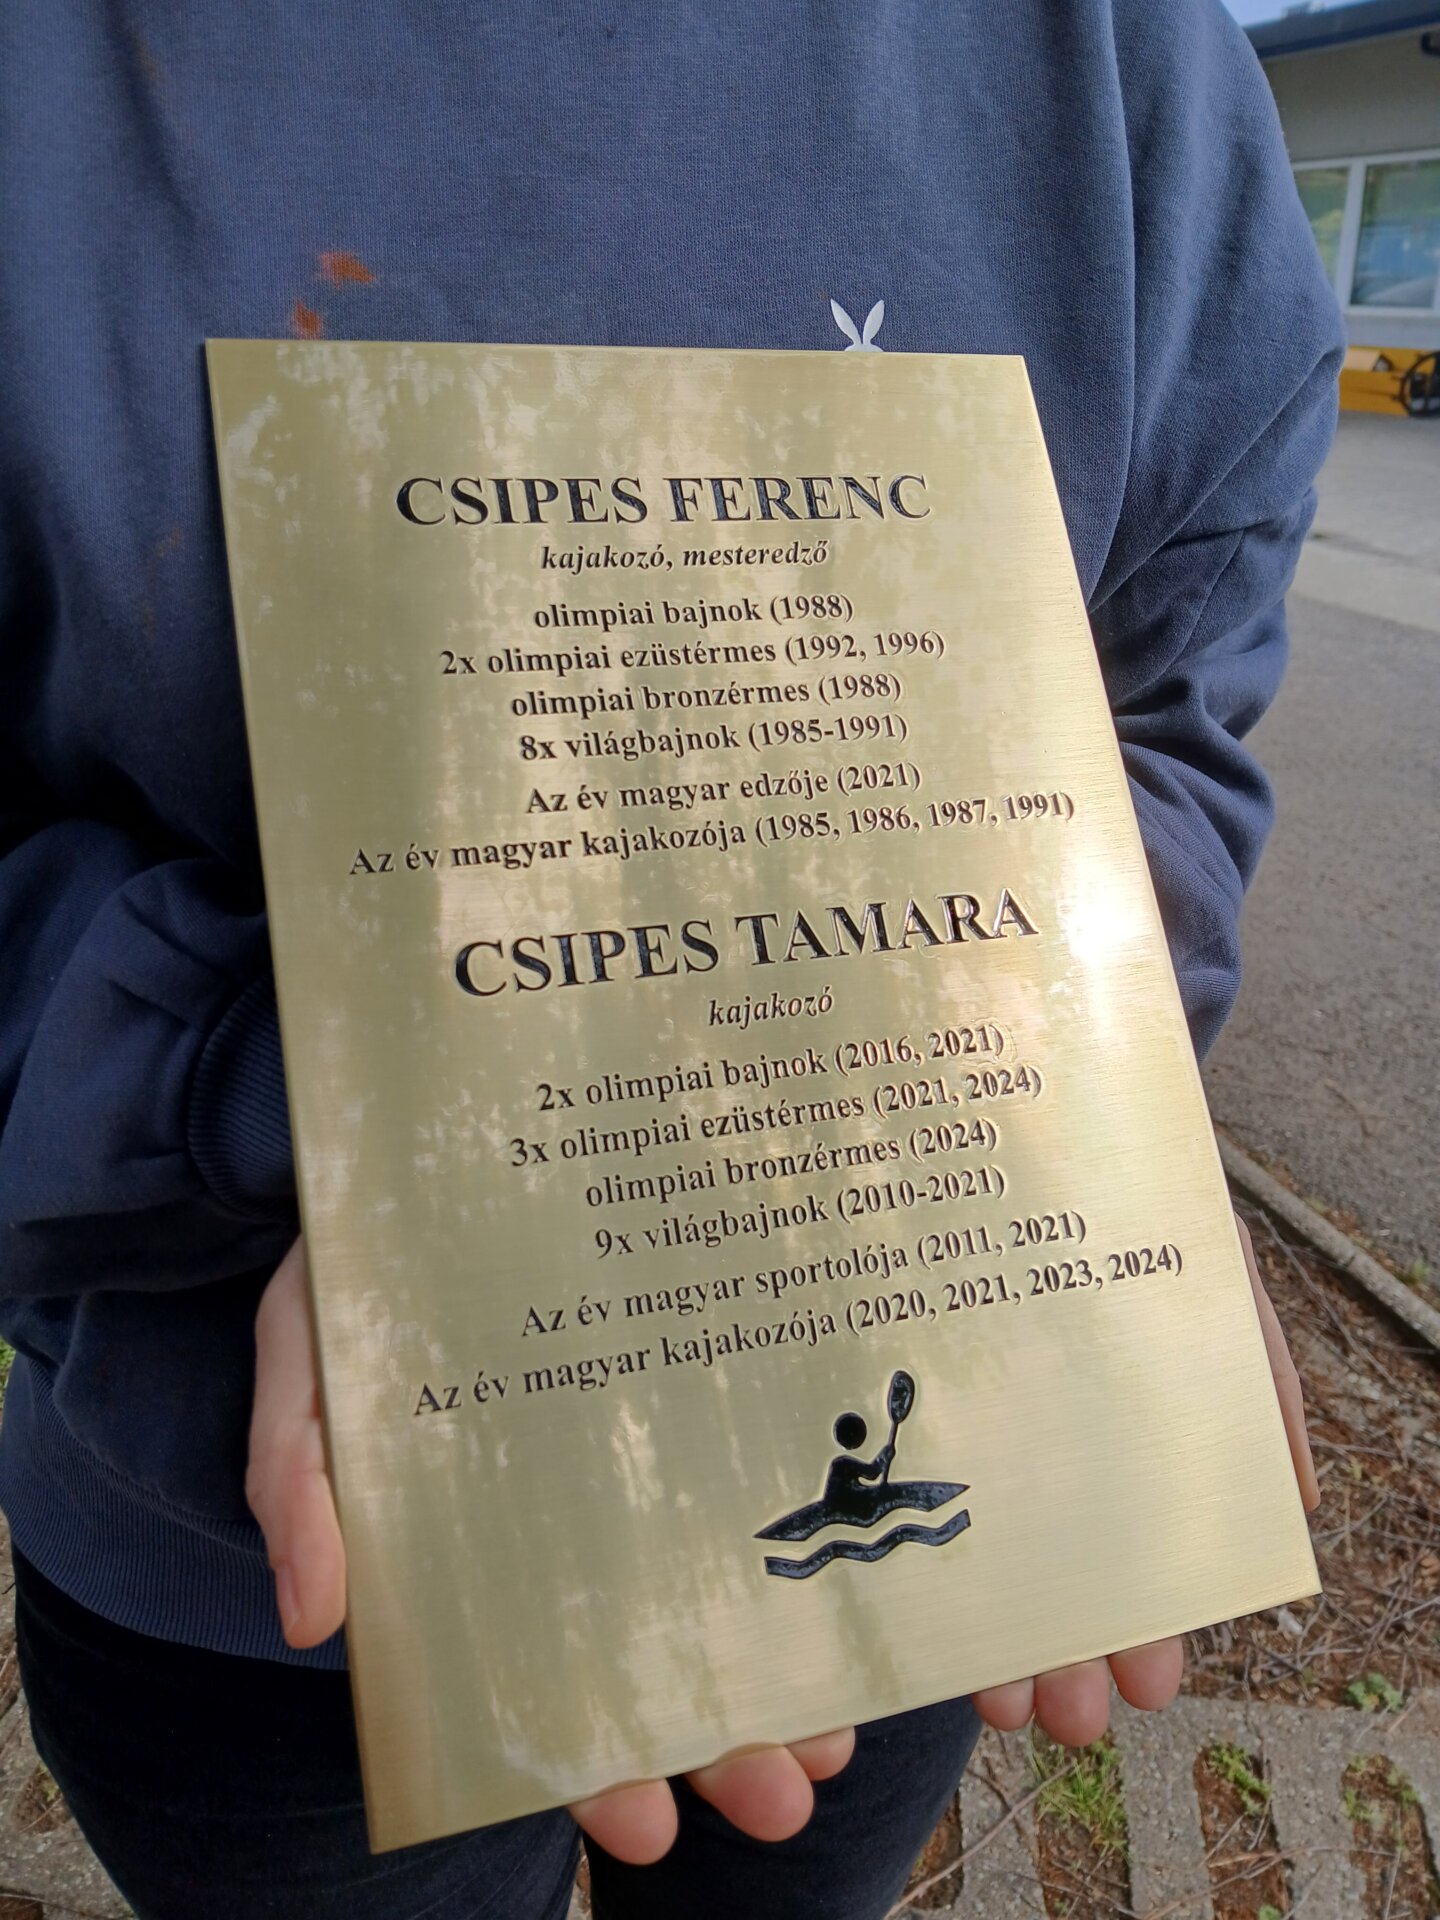 CSIPES FERENC
kajakozó, mesteredző
olimpiai bajnok (1988)
2x olimpiai ezüstérmes (1992, 1996)
olimpiai bronzérmes (1988)
8x világbajnok (1985-1991)
Az év magyar edzője (2021)
Az év magyar kajakozója (1985, 1986, 1987, 1991)
CSIPES TAMARA
kajakozó
2x olimpiai bajnok (2016, 2021)
3x olimpiai ezüstérmes (2021, 2024)
olimpiai bronzérmes (2024)
9x világbajnok (2010-2021)
Az év magyar sportolója (2011, 2021)
Az év magyar kajakozója (2020, 2021, 2023, 2024)